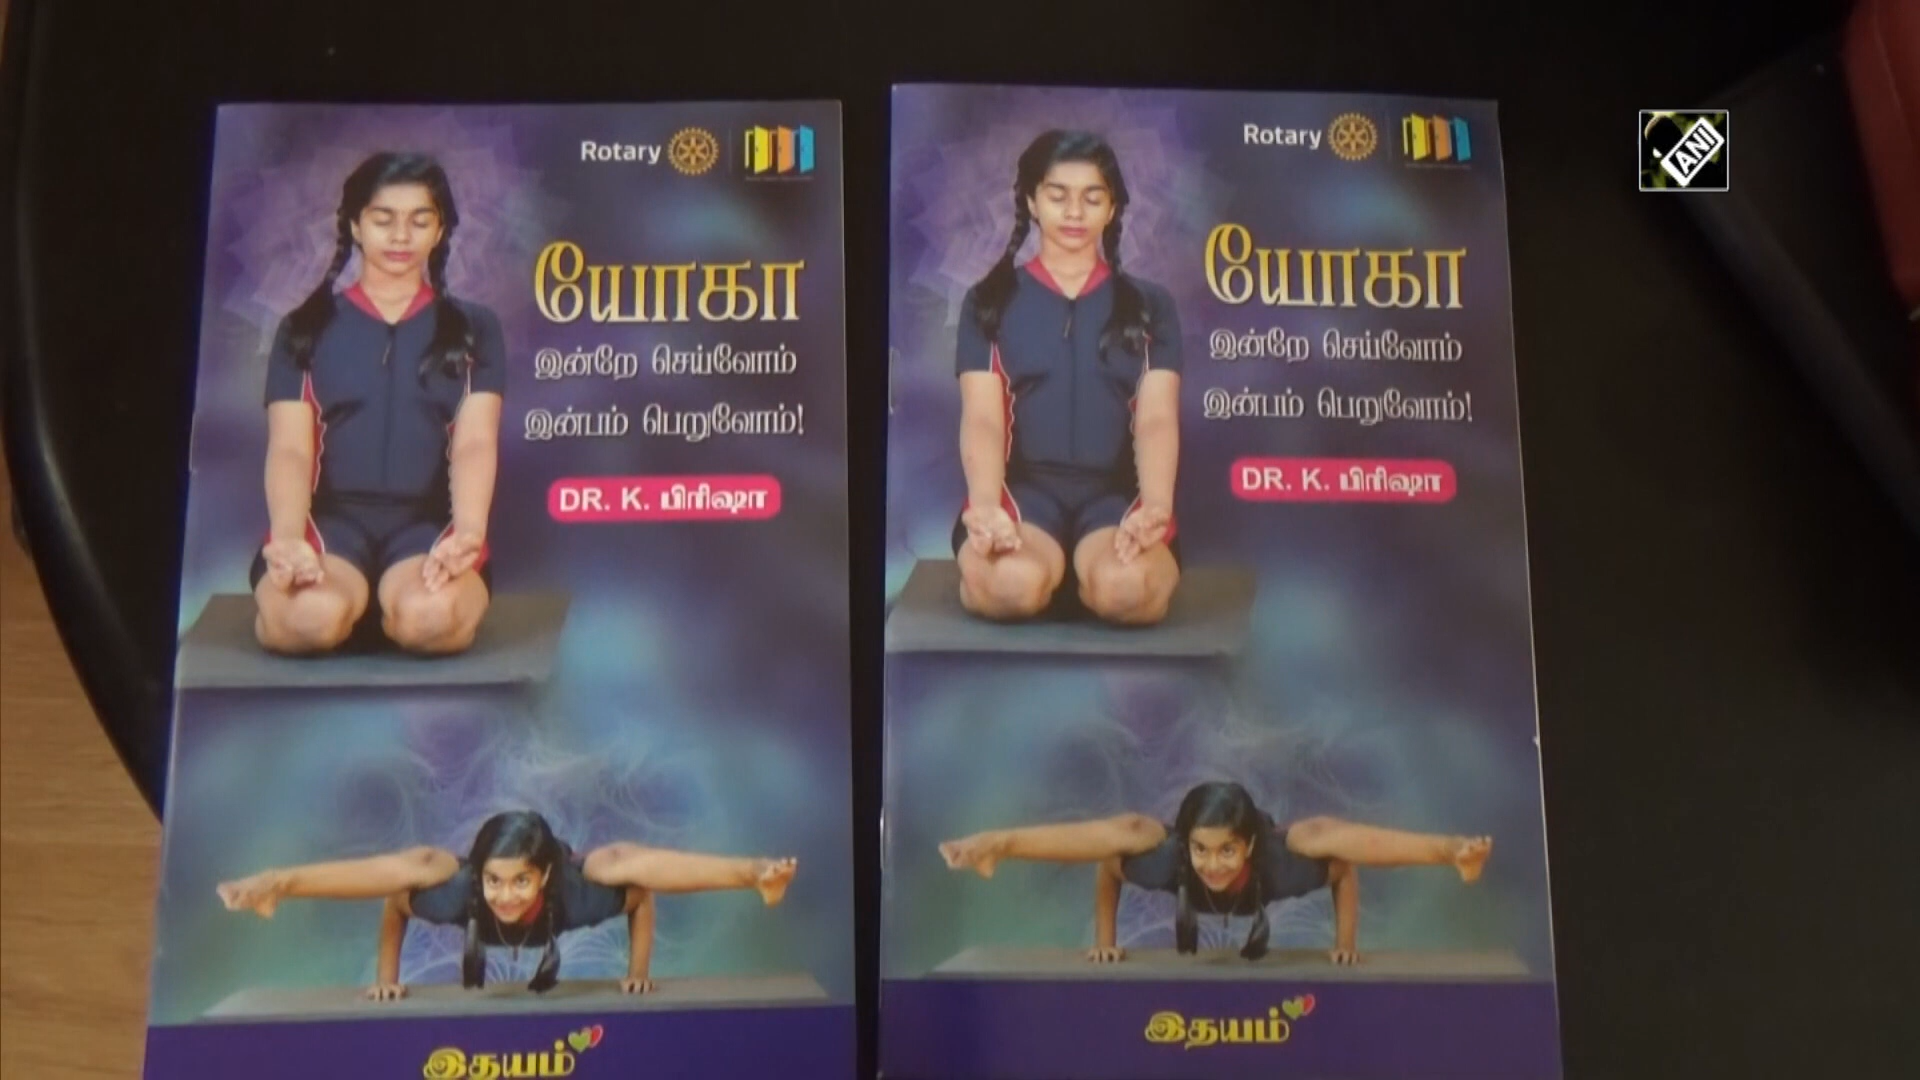 Rotary
யோகா
இன்றே செய்வோம்
இன்பம் பெறுவோம்!
DR. K. பிரிஷா
இதயம்
Rotary
யோகா
இன்றே செய்வோம்
இன்பம் பெறுவோம்!
DR. K. பிரிஷா
இதயம்
ANI